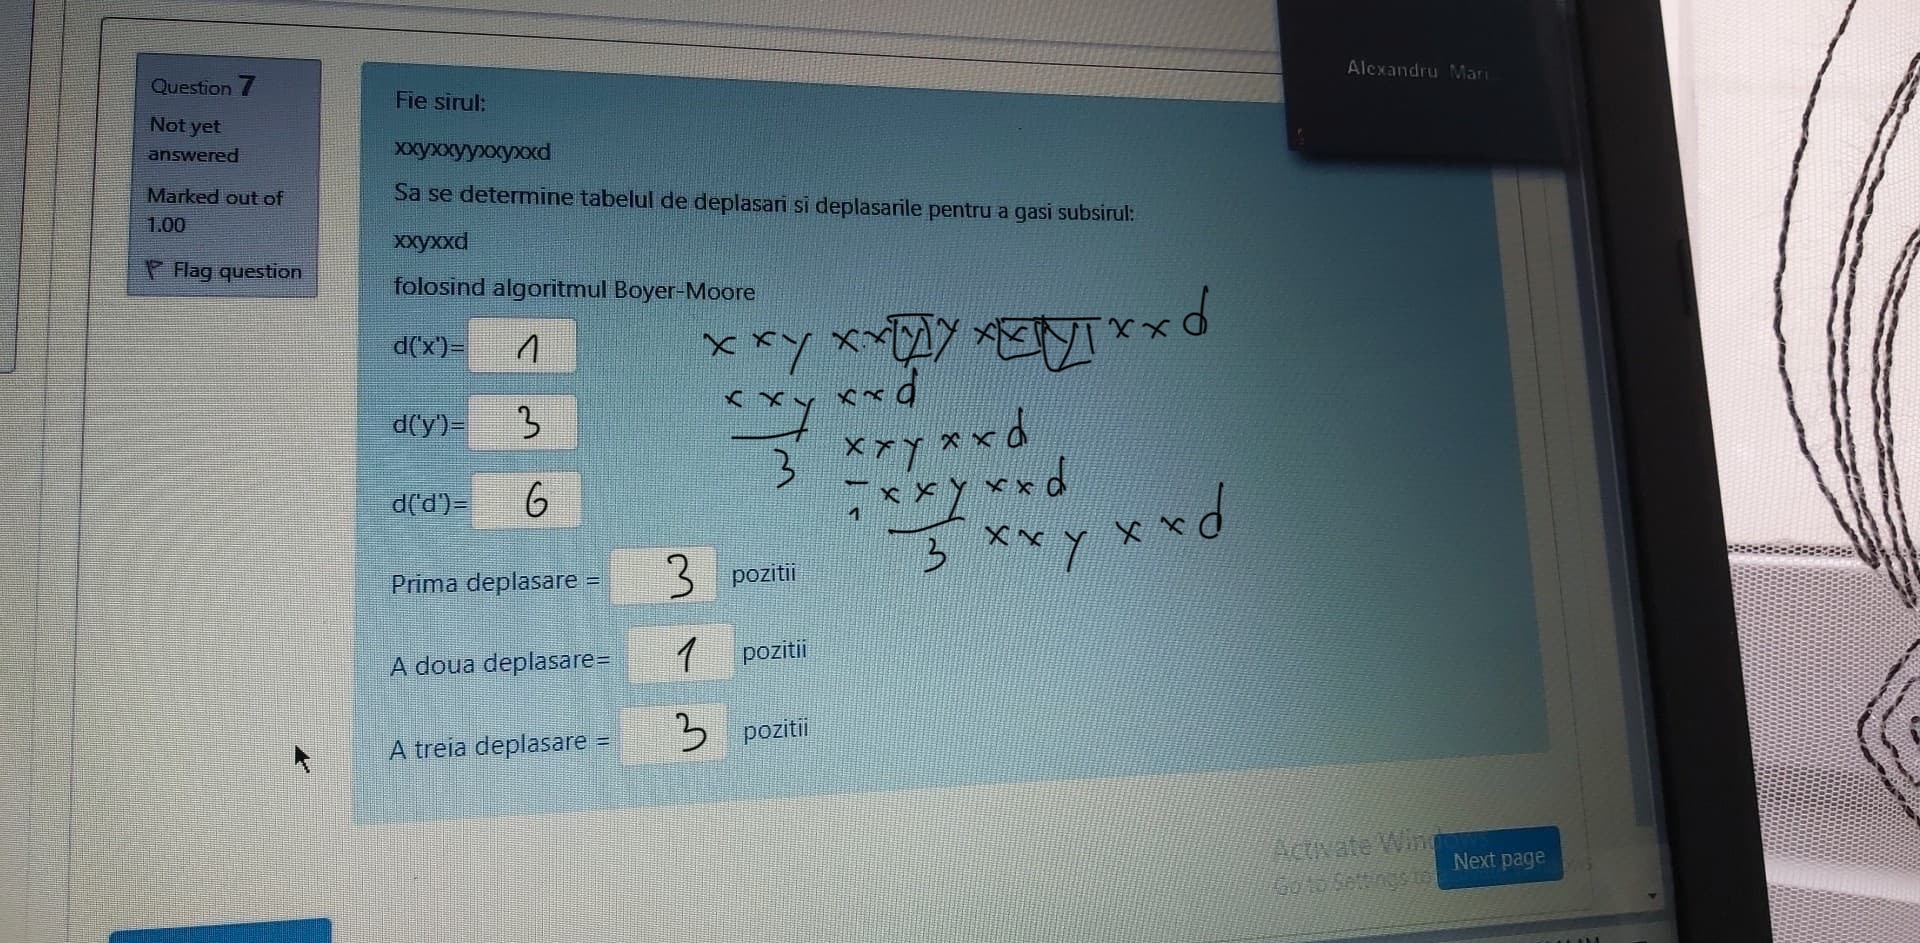 Alexandru Mari
Question 7
Not yet
answered
Marked out of
1.00
Flag question
Fie sirul:
xxyxxyyxxyxxd
Sa se determine tabelul de deplasari si deplasarile pentru a gasi subsirul:
xxyxxd
folosind algoritmul Boyer-Moore
d('x')= 1
d('y')= 3
d('d')= 6
x x y x x y y x x y x x d
x x y x x d
3 x x y x x d
1 x x y x x d
3 x x y x x d
Prima deplasare = 3 pozitii
A doua deplasare= 1 pozitii
A treia deplasare = 3 pozitii
Activate Windows
Go to Settings to
Next page